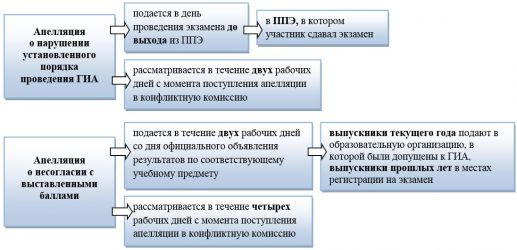 Апелляция
о нарушении
установленного
порядка
проведения ГИА
подается в день
проведения экзамена до
выхода из ППЭ
в ППЭ, в котором
участник сдавал экзамен
рассматривается в течение двух рабочих
дней с момента поступления апелляции
в конфликтную комиссию
Апелляция
о несогласии с
выставленными
баллами
подается в течение двух рабочих дней
со дня официального объявления
результатов по соответствующему
учебному предмету
выпускники текущего года подают в
образовательную организацию, в
которой были допущены к ГИА,
выпускники прошлых лет в местах
регистрации на экзамен
рассматривается в течение четырех
рабочих дней с момента поступления
апелляции в конфликтную комиссию